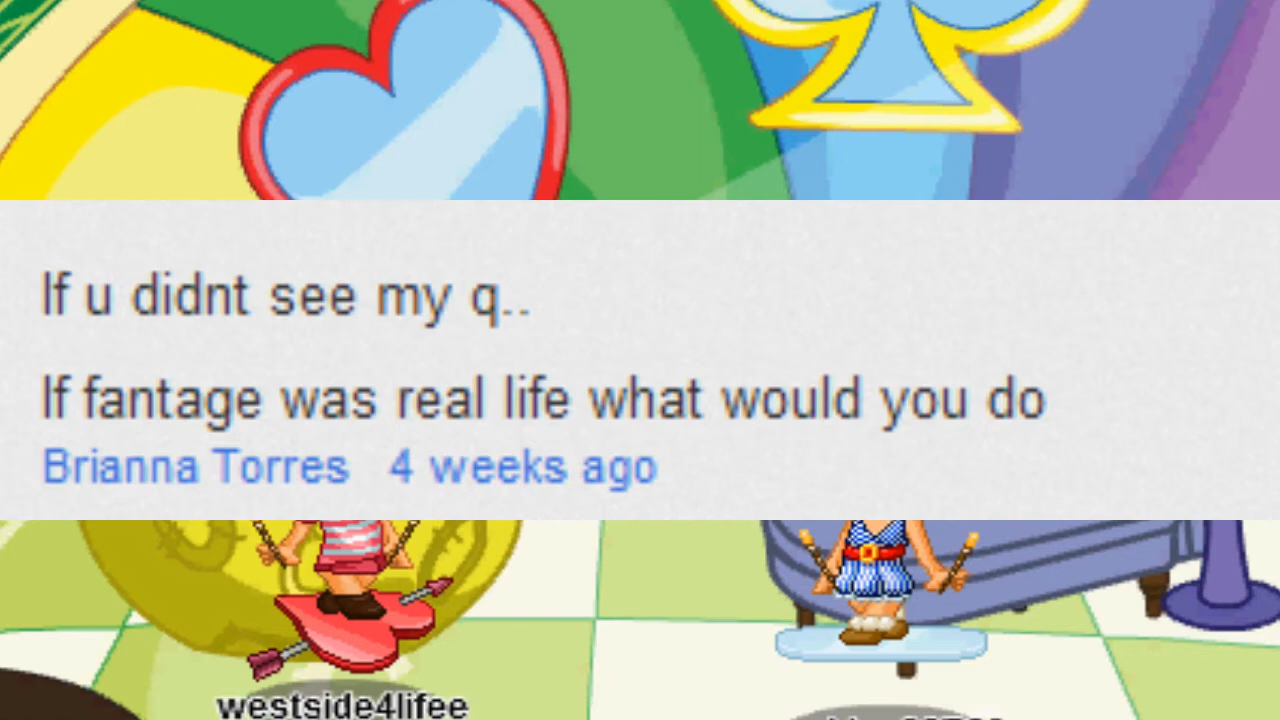 If u didnt see my q..
If fantage was real life what would you do
Brianna Torres 4 weeks ago
westside4lifee